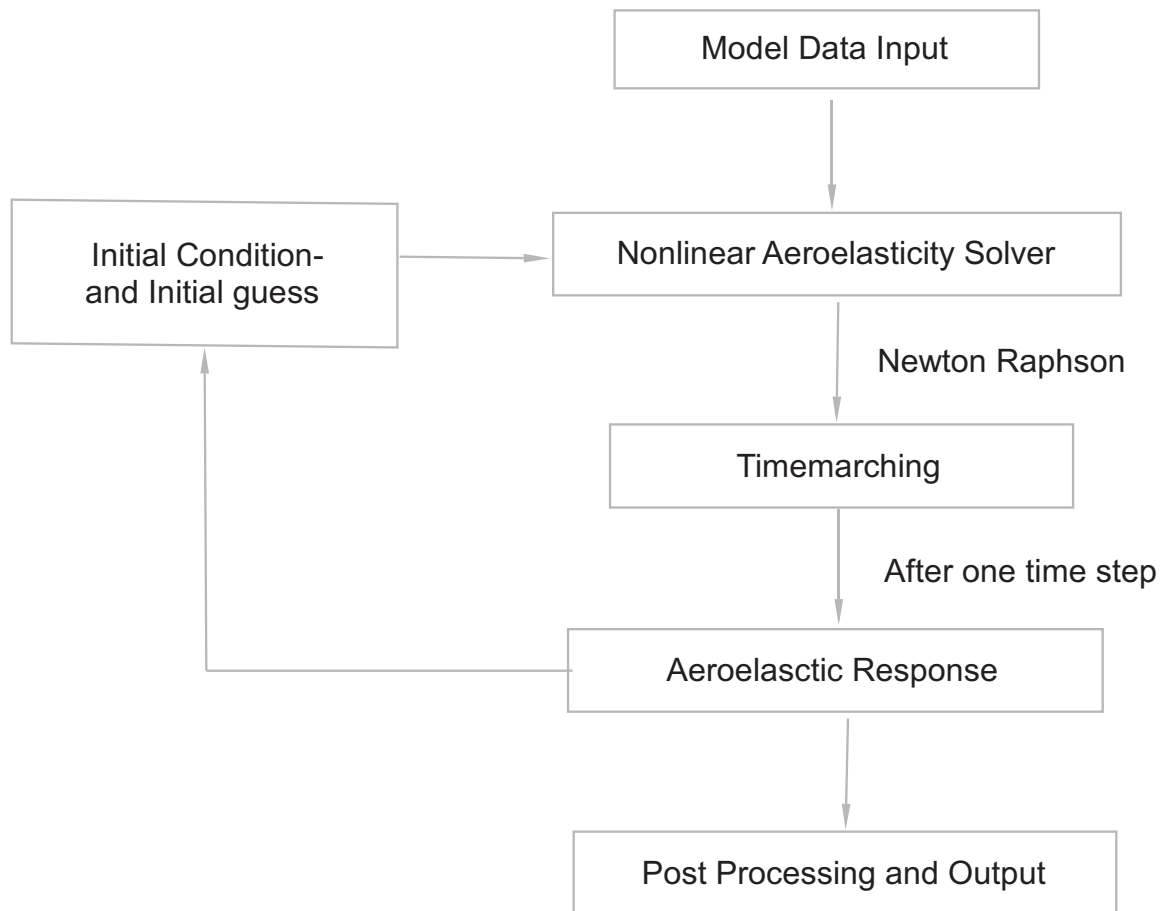 Model Data Input
Initial Condition-
and Initial guess
Nonlinear Aeroelasticity Solver
Newton Raphson
Timemarching
After one time step
Aeroelasctic Response
Post Processing and Output